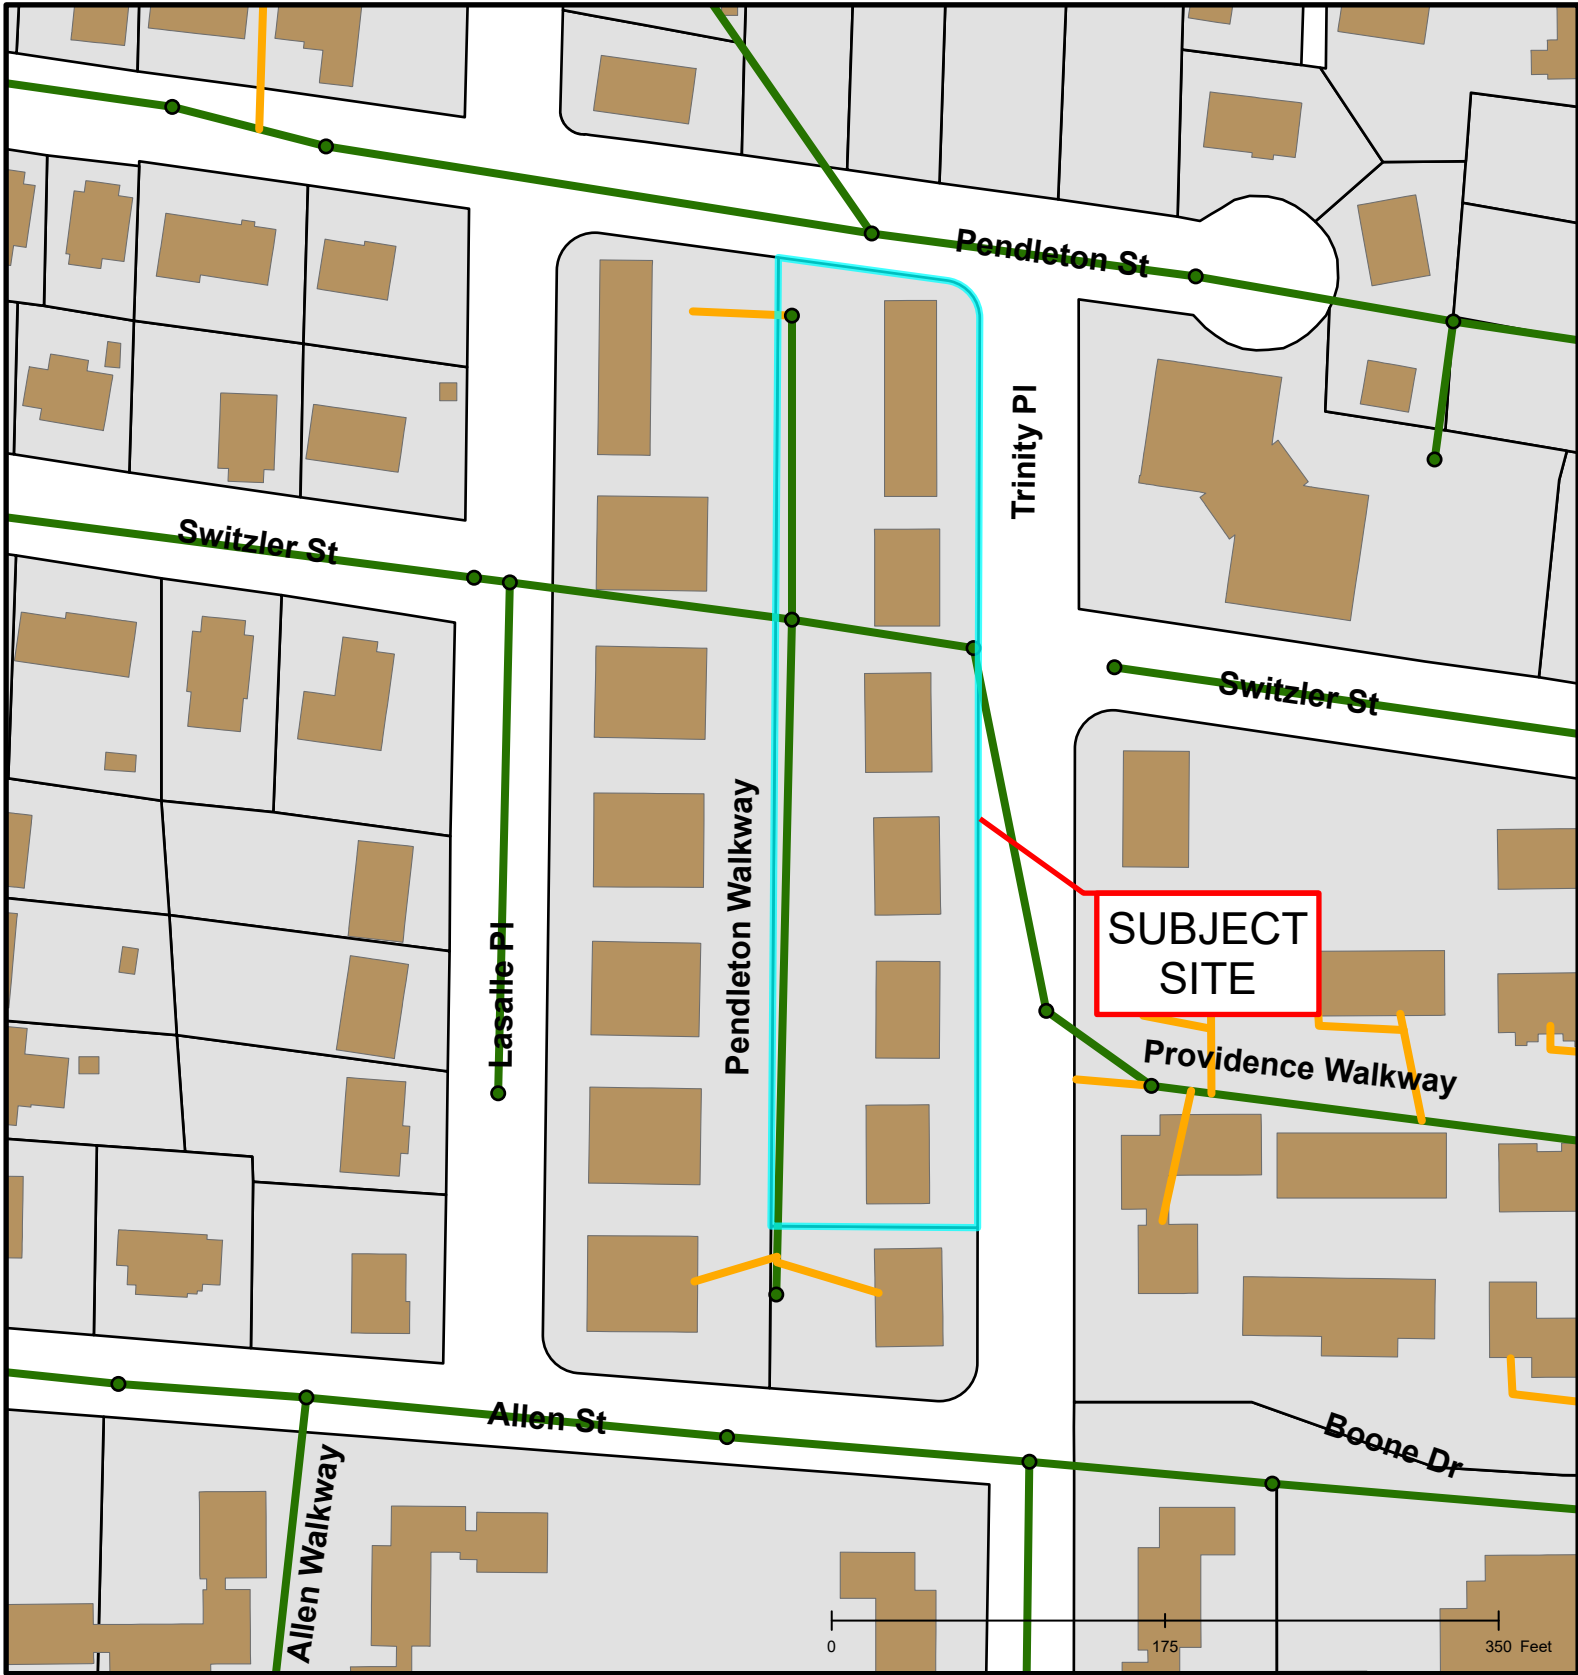 Pendleton St
Trinity Pl
Switzler St
Switzler St
Pendleton Walkway
Lasalle Pl
SUBJECT
SITE
Providence Walkway
Allen St
Boone Dr
Allen Walkway
0 175 350 Feet